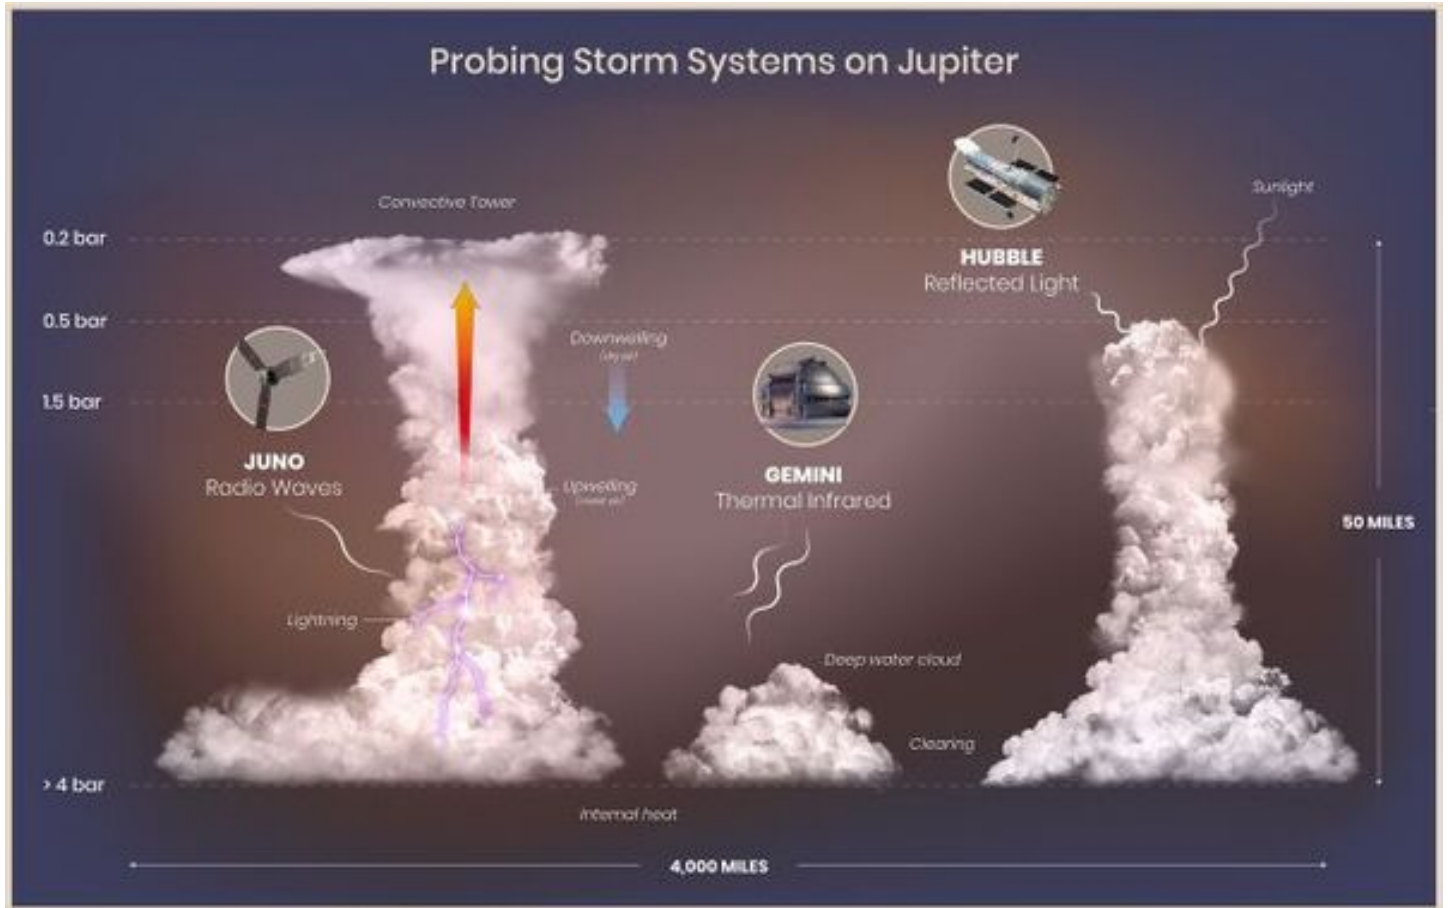 Probing Storm Systems on Jupiter
Convective Tower
Sunlight
0.2 bar
HUBBLE
Reflected Light
0.5 bar
Downwelling
(dry air)
1.5 bar
JUNO
Radio Waves
GEMINI
Thermal Infrared
Upwelling
50 MILES
Lightning
Deep water cloud
Clearing
> 4 bar
Internal heat
4,000 MILES